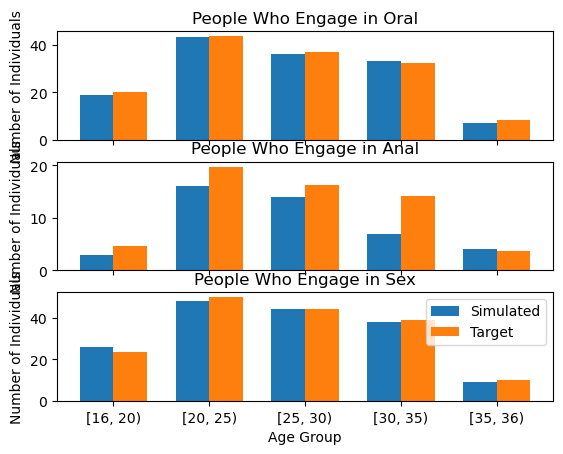 People Who Engage in Oral
Number of Individuals
40
20
0
People Who Engage in Anal
Number of Individuals
20
10
0
People Who Engage in Sex
Number of Individuals
40
20
0
Simulated
Target
[16, 20)
[20, 25)
[25, 30)
[30, 35)
[35, 36)
Age Group